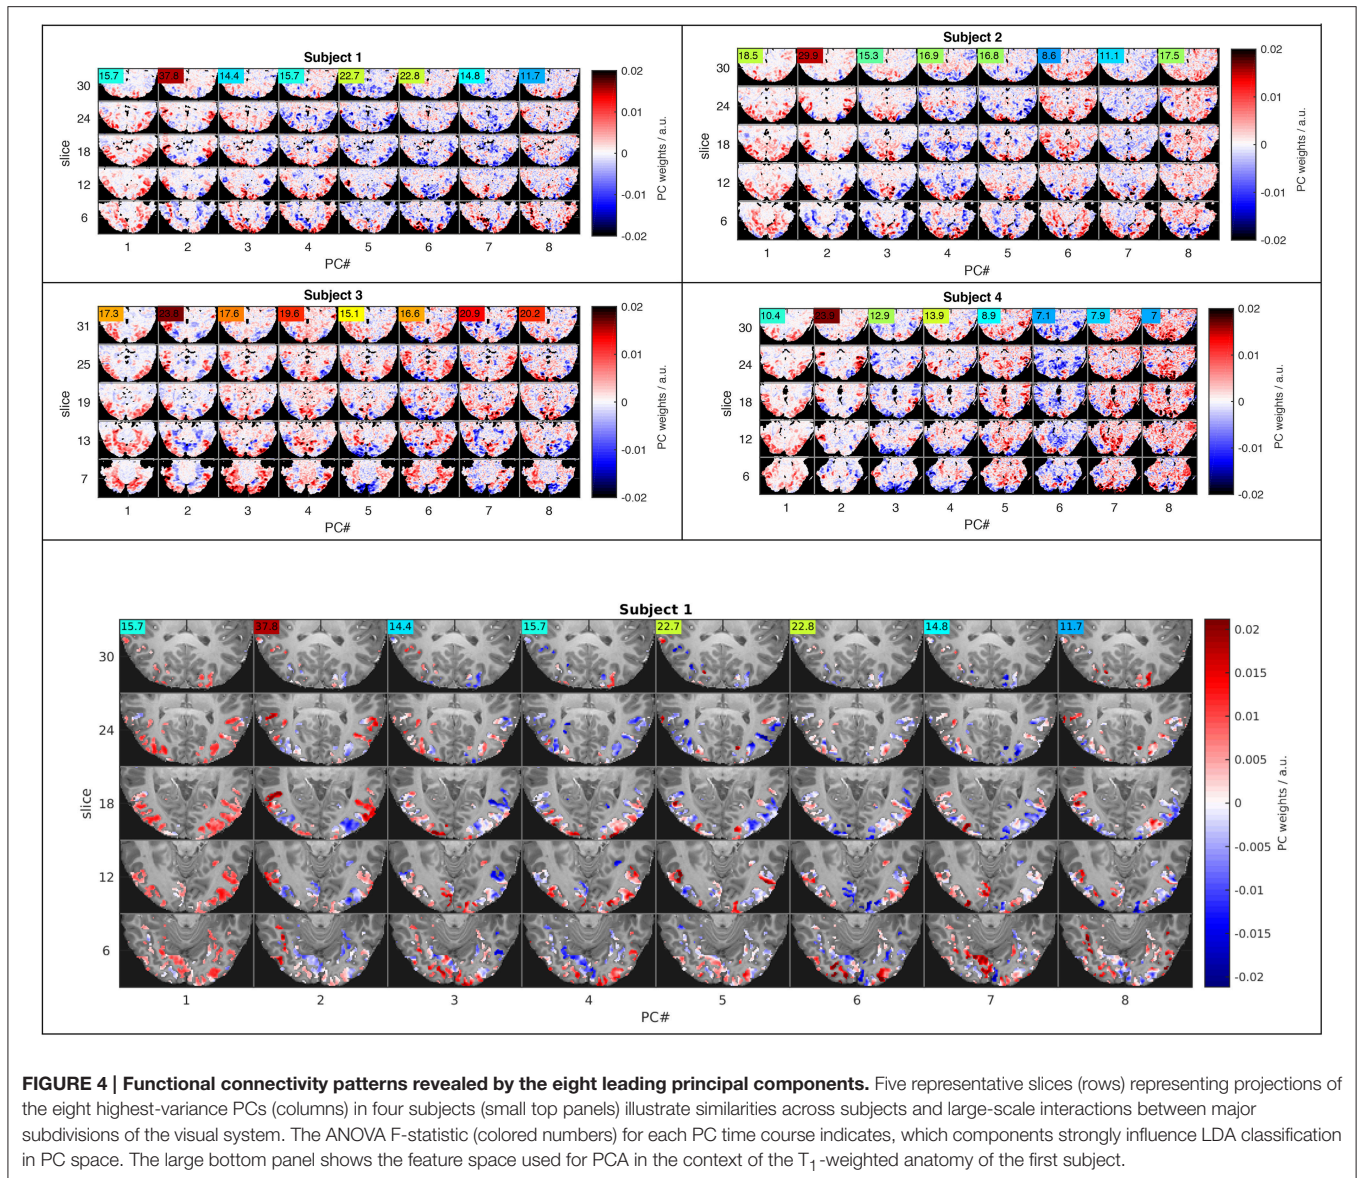 Subject 1
15.7 37.8 14.4 15.7 22.7 22.8 14.8 11.7
30
24
18
12
6
slice
1 2 3 4 5 6 7 8
PC#
0.02
0.01
0
-0.01
-0.02
PC weights / a.u.
Subject 2
18.5 29.9 15.3 16.9 16.8 8.6 11.1 17.5
30
24
18
12
6
slice
1 2 3 4 5 6 7 8
PC#
0.02
0.01
0
-0.01
-0.02
PC weights / a.u.
Subject 3
17.3 23.8 17.6 19.6 15.1 16.6 20.9 20.2
31
25
19
13
7
slice
1 2 3 4 5 6 7 8
PC#
0.02
0.01
0
-0.01
-0.02
PC weights / a.u.
Subject 4
10.4 23.9 12.9 13.9 8.9 7.1 7.9 7
30
24
18
12
6
slice
1 2 3 4 5 6 7 8
PC#
0.02
0.01
0
-0.01
-0.02
PC weights / a.u.
Subject 1
15.7 37.8 14.4 15.7 22.7 22.8 14.8 11.7
30
24
18
12
6
slice
1 2 3 4 5 6 7 8
PC#
0.02
0.015
0.01
0.005
0
-0.005
-0.01
-0.015
-0.02
PC weights / a.u.
FIGURE 4 | Functional connectivity patterns revealed by the eight leading principal components. Five representative slices (rows) representing projections of
the eight highest-variance PCs (columns) in four subjects (small top panels) illustrate similarities across subjects and large-scale interactions between major
subdivisions of the visual system. The ANOVA F-statistic (colored numbers) for each PC time course indicates, which components strongly influence LDA classification
in PC space. The large bottom panel shows the feature space used for PCA in the context of the T1-weighted anatomy of the first subject.